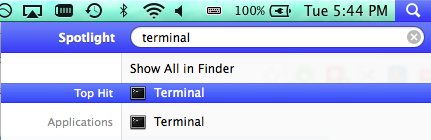 100% Tue 5:44 PM
Spotlight terminal
Show All in Finder
Top Hit Terminal
Applications Terminal